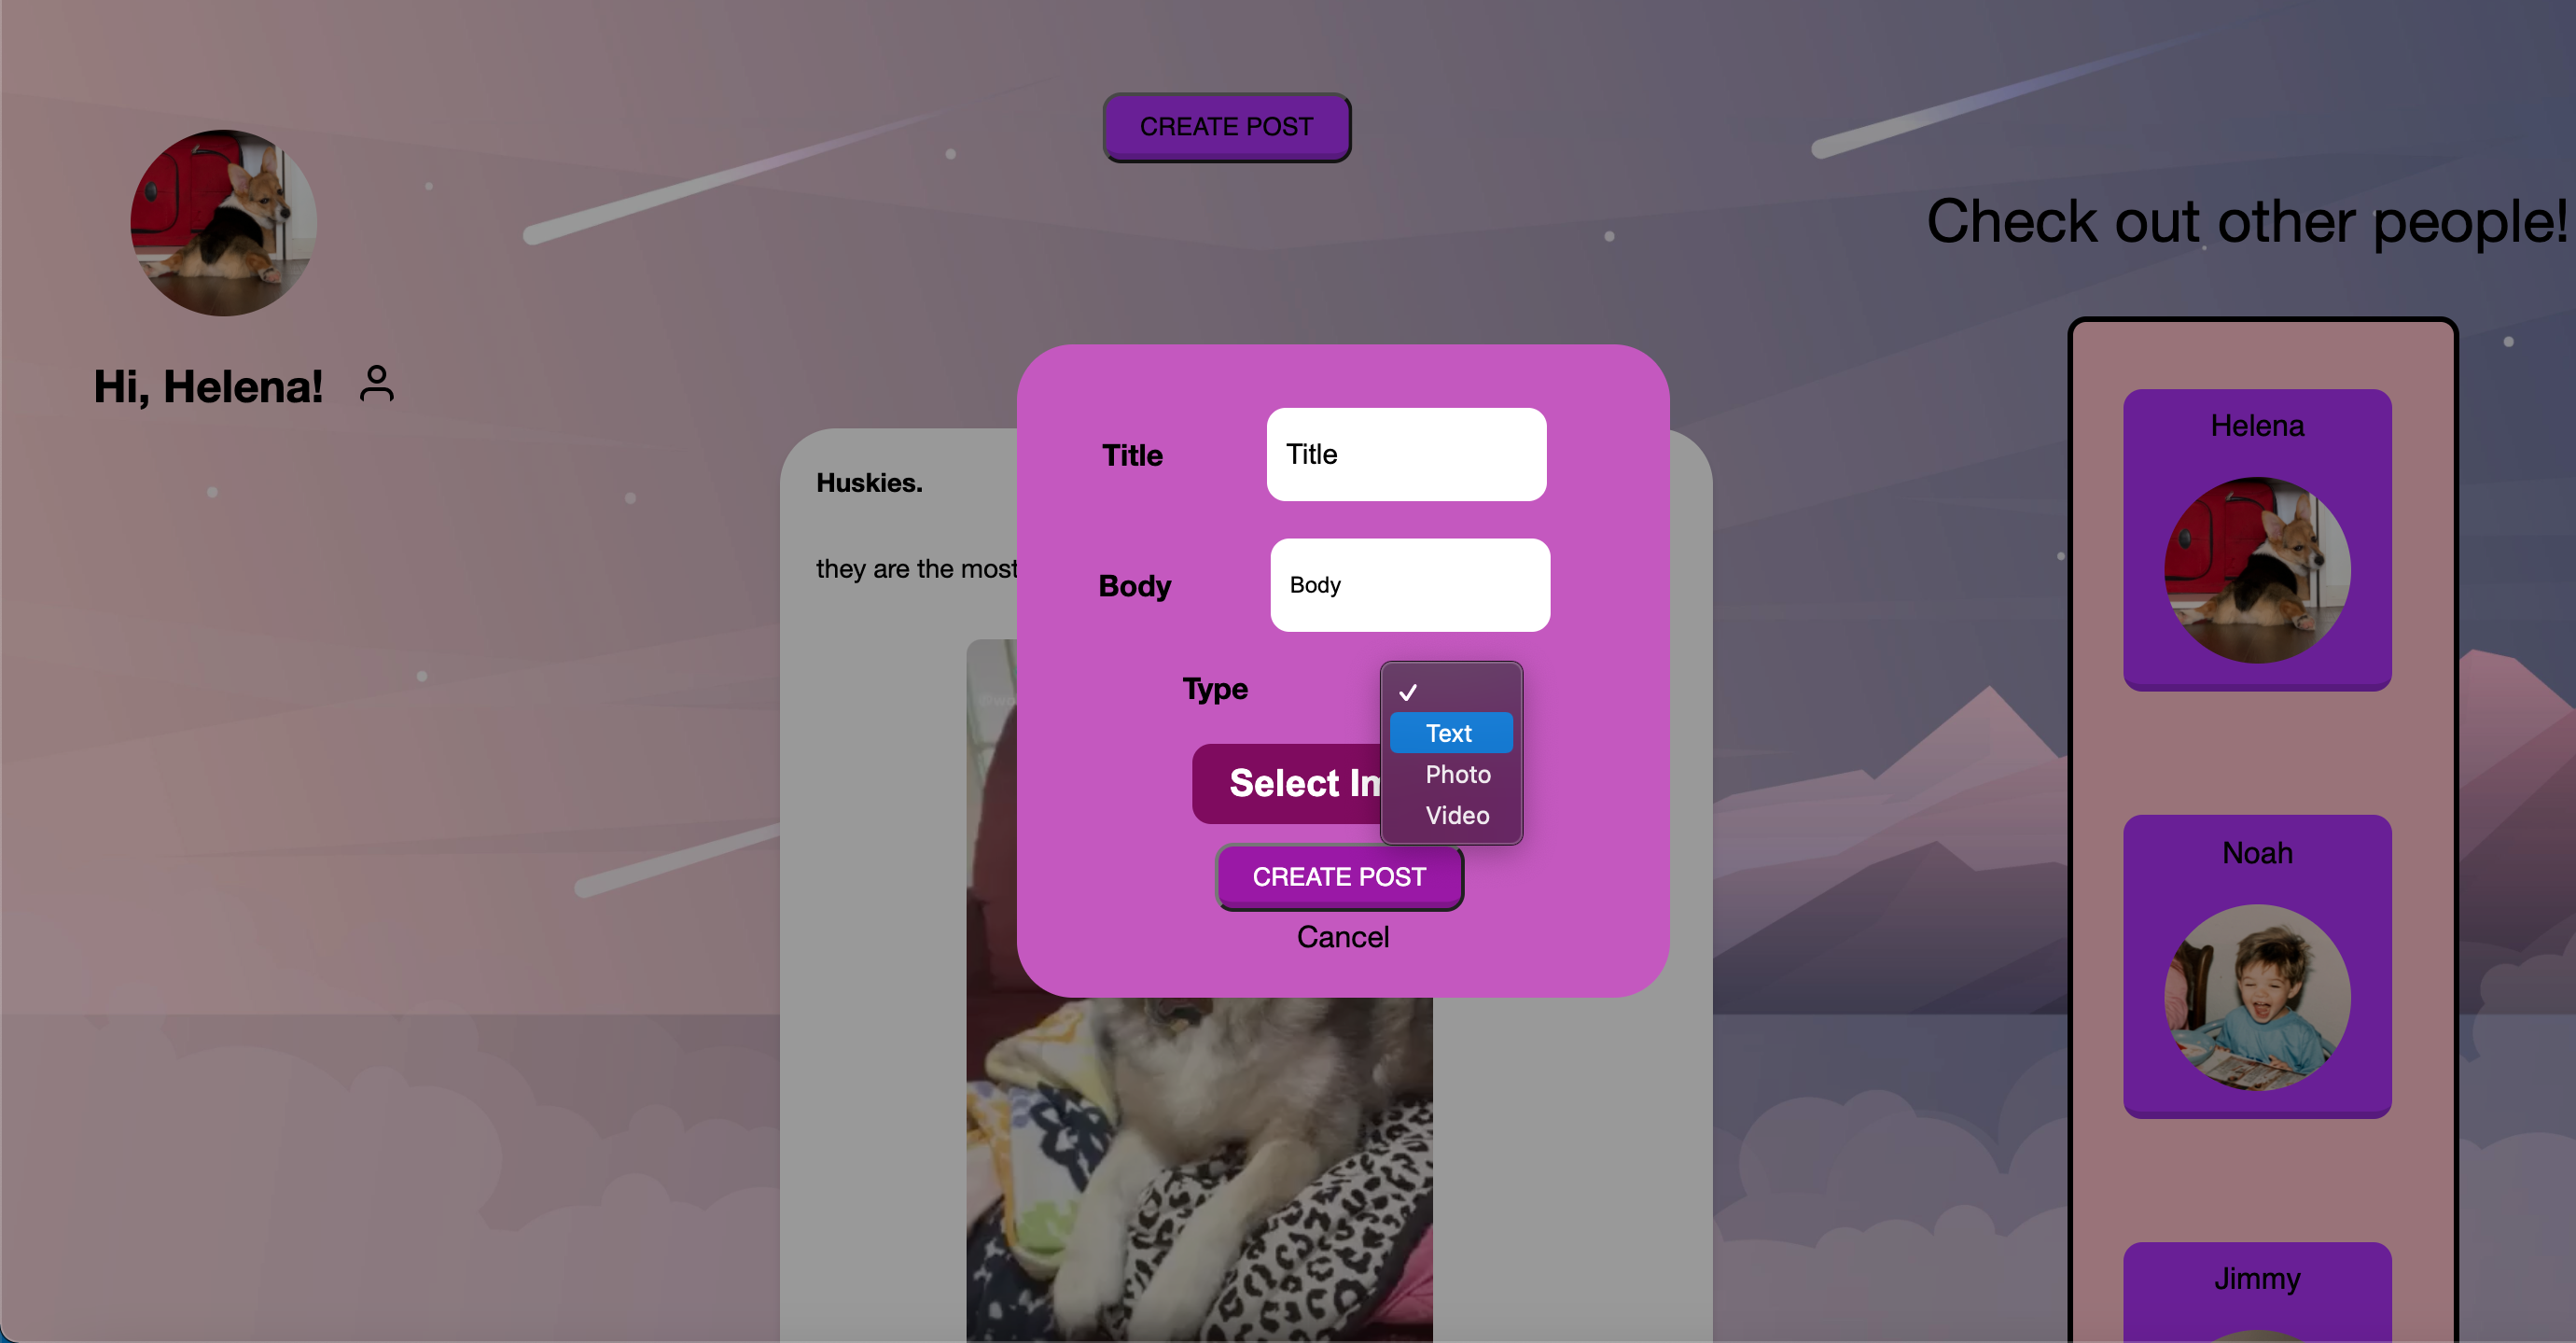 CREATE POST
Check out other people!
Hi, Helena!
Huskies.
they are the most
Title
Title
Body
Body
Type
✓
Text
Photo
Video
Select Im
CREATE POST
Cancel
Helena
Noah
Jimmy